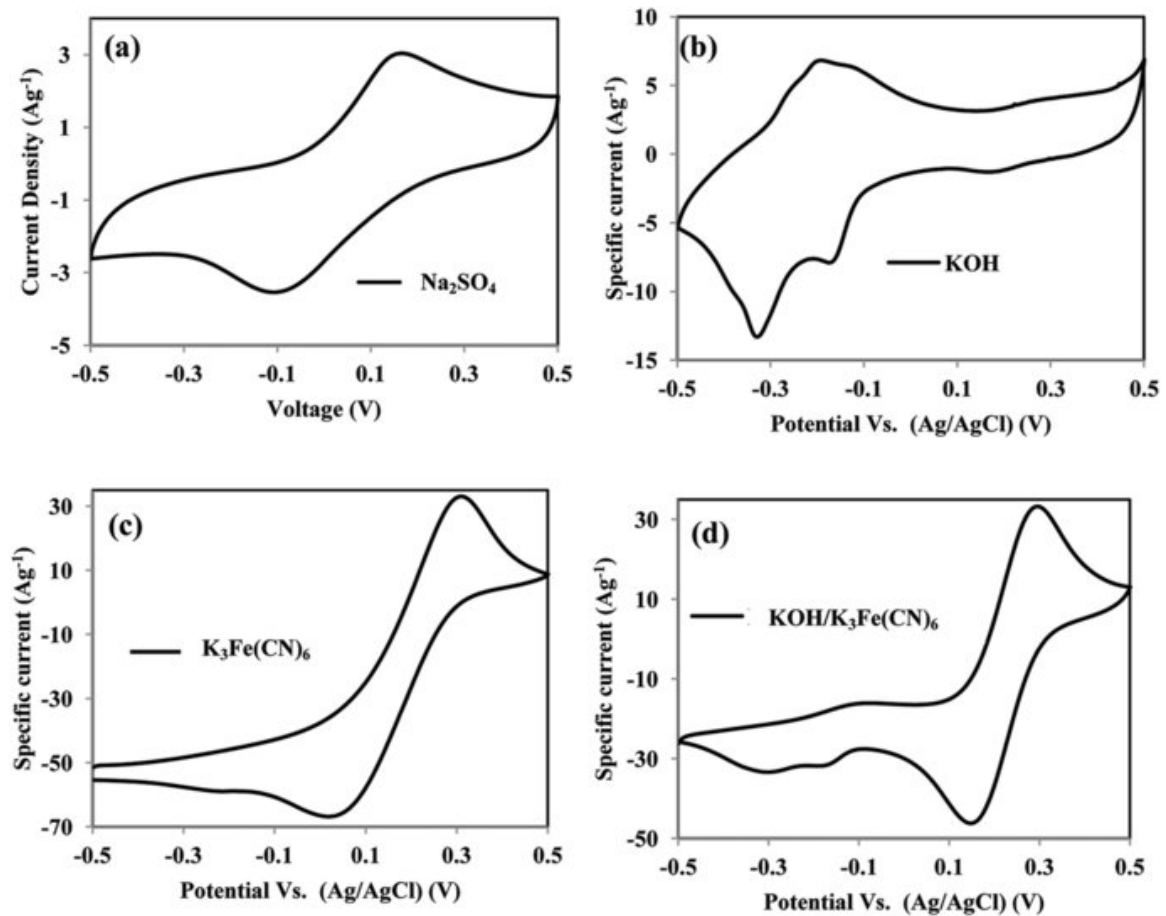 (a)
Current Density (Ag⁻¹)
3
1
-1
-3
-5
Na₂SO₄
-0.5 -0.3 -0.1 0.1 0.3 0.5
Voltage (V)
(b)
Specific current (Ag⁻¹)
10
5
0
-5
-10
-15
KOH
-0.5 -0.3 -0.1 0.1 0.3 0.5
Potential Vs. (Ag/AgCl) (V)
(c)
Specific current (Ag⁻¹)
30
10
-10
-30
-50
-70
K₃Fe(CN)₆
-0.5 -0.3 -0.1 0.1 0.3 0.5
Potential Vs. (Ag/AgCl) (V)
(d)
Specific current (Ag⁻¹)
30
10
-10
-30
-50
KOH/K₃Fe(CN)₆
-0.5 -0.3 -0.1 0.1 0.3 0.5
Potential Vs. (Ag/AgCl) (V)